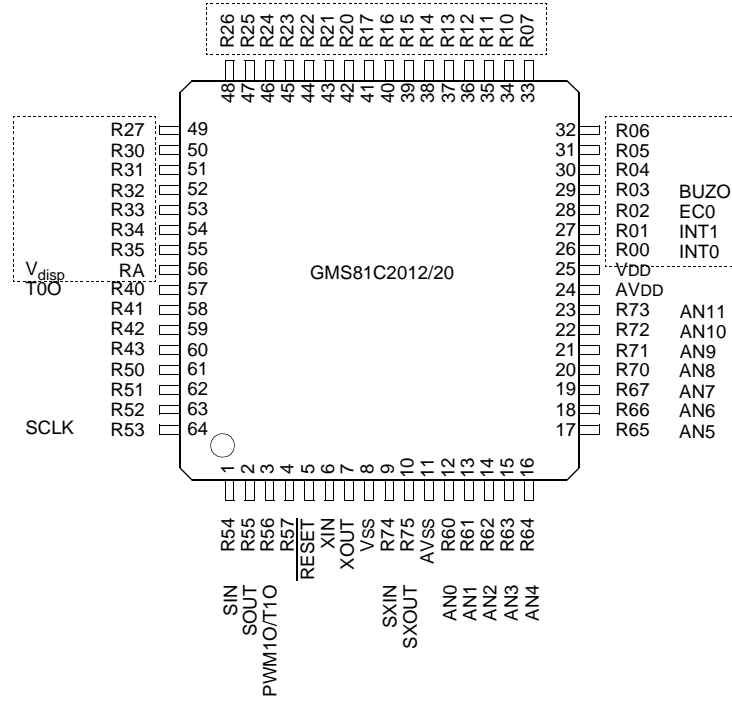 R26 R25 R24 R23 R22 R21 R20 R17 R16 R15 R14 R13 R12 R11 R10 R07
48 47 46 45 44 43 42 41 40 39 38 37 36 35 34 33
R27 49 32 R06
R30 50 31 R05
R31 51 30 R04
R32 52 29 R03 BUZO
R33 53 28 R02 EC0
R34 54 27 R01 INT1
R35 55 26 R00 INT0
Vdisp RA 56 GMS81C2012/20 25 VDD
T0O R40 57 24 AVDD
R41 58 23 R73 AN11
R42 59 22 R72 AN10
R43 60 21 R71 AN9
R50 61 20 R70 AN8
R51 62 19 R67 AN7
R52 63 18 R66 AN6
SCLK R53 64 17 R65 AN5
1 2 3 4 5 6 7 8 9 10 11 12 13 14 15 16
R54 R55 R56 R57 RESET XIN XOUT VSS R74 R75 AVSS R60 R61 R62 R63 R64
SIN SOUT PWM1O/T1O SXIN SXOUT AN0 AN1 AN2 AN3 AN4